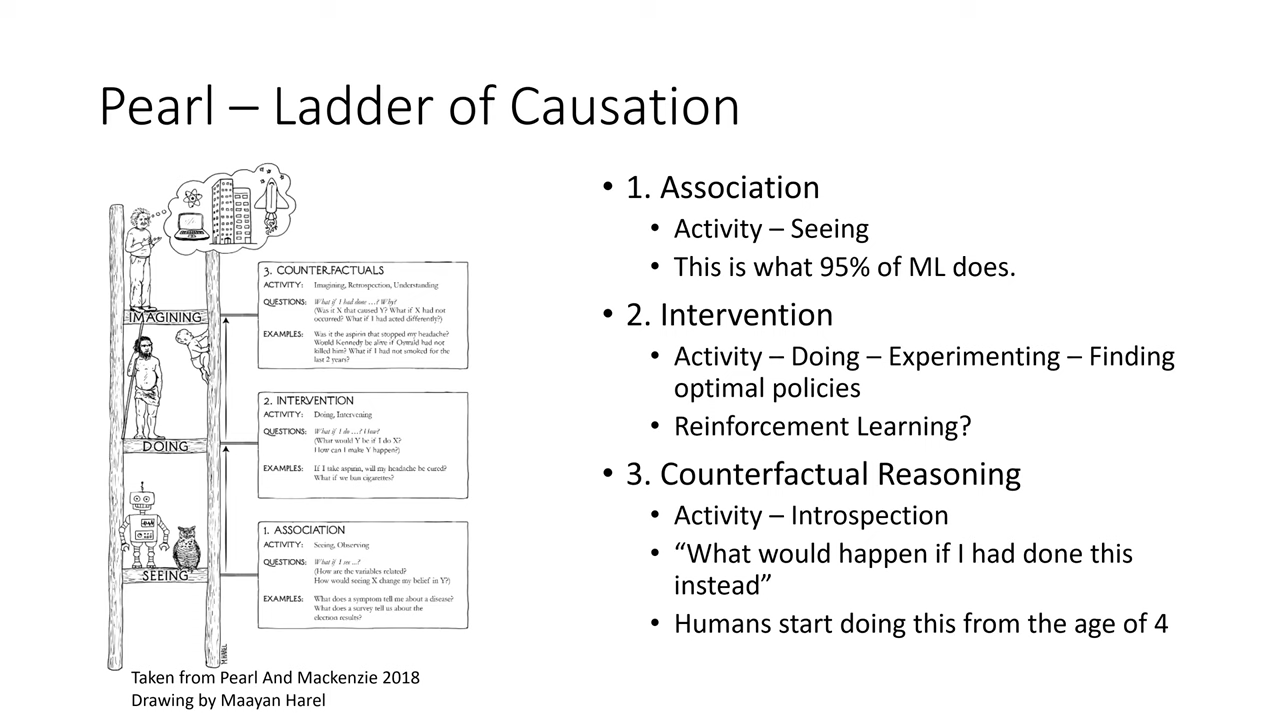 Pearl – Ladder of Causation
IMAGINING
DOING
SEEING
3. COUNTERFACTUALS
ACTIVITY: Imagining, Retrospection, Understanding
QUESTIONS: What if I had done …? Why?
(Was it X that caused Y? What if X had not
occurred? What if I had acted differently?)
EXAMPLES: Was it the aspirin that stopped my headache?
Would Kennedy be alive if Oswald had not
killed him? What if I had not smoked for the
last 2 years?
2. INTERVENTION
ACTIVITY: Doing, Intervening
QUESTIONS: What if I do …? How?
(What would Y be if I do X?
How can I make Y happen?)
EXAMPLES: If I take aspirin, will my headache be cured?
What if we ban cigarettes?
1. ASSOCIATION
ACTIVITY: Seeing, Observing
QUESTIONS: What if I see …?
(How are the variables related?
How would seeing X change my belief in Y?)
EXAMPLES: What does a symptom tell me about a disease?
What does a survey tell us about the
election results?
M.HAREL
Taken from Pearl And Mackenzie 2018
Drawing by Maayan Harel
• 1. Association
• Activity – Seeing
• This is what 95% of ML does.
• 2. Intervention
• Activity – Doing – Experimenting – Finding
optimal policies
• Reinforcement Learning?
• 3. Counterfactual Reasoning
• Activity – Introspection
• “What would happen if I had done this
instead”
• Humans start doing this from the age of 4